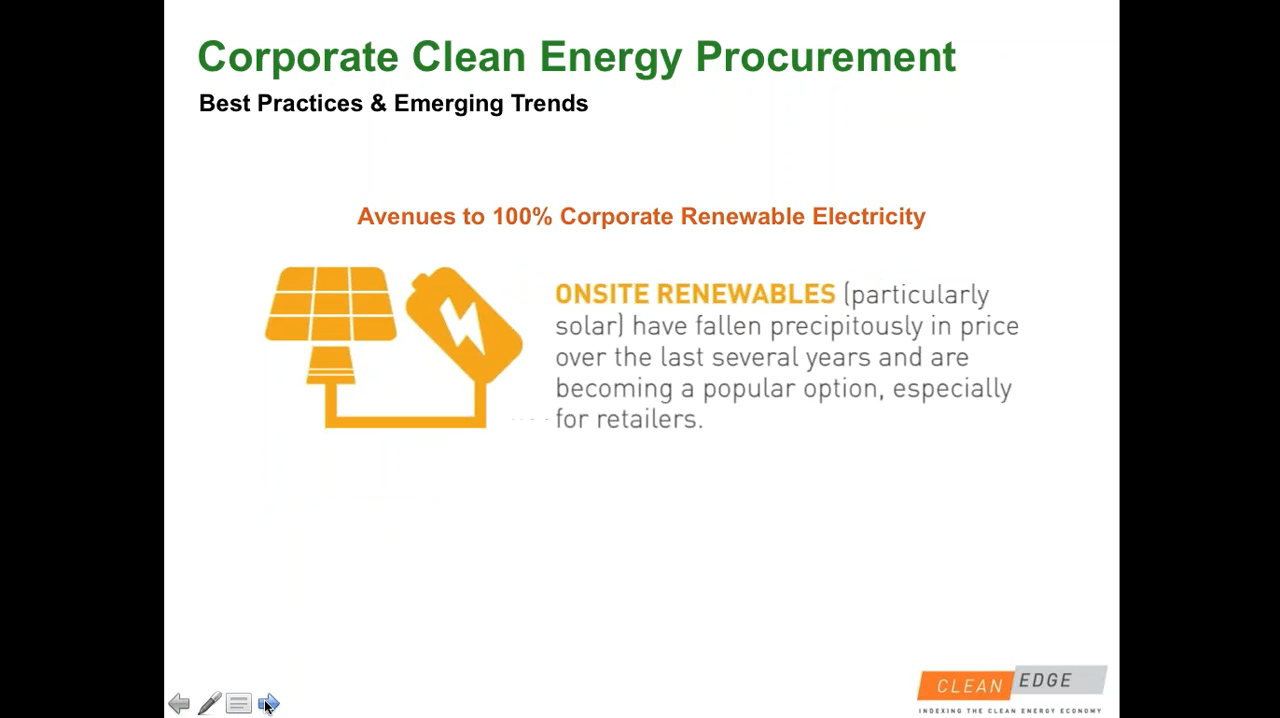 Corporate Clean Energy Procurement
Best Practices & Emerging Trends
Avenues to 100% Corporate Renewable Electricity
ONSITE RENEWABLES (particularly
solar) have fallen precipitously in price
over the last several years and are
becoming a popular option, especially
for retailers.
CLEAN EDGE
INDEXING THE CLEAN ENERGY ECONOMY